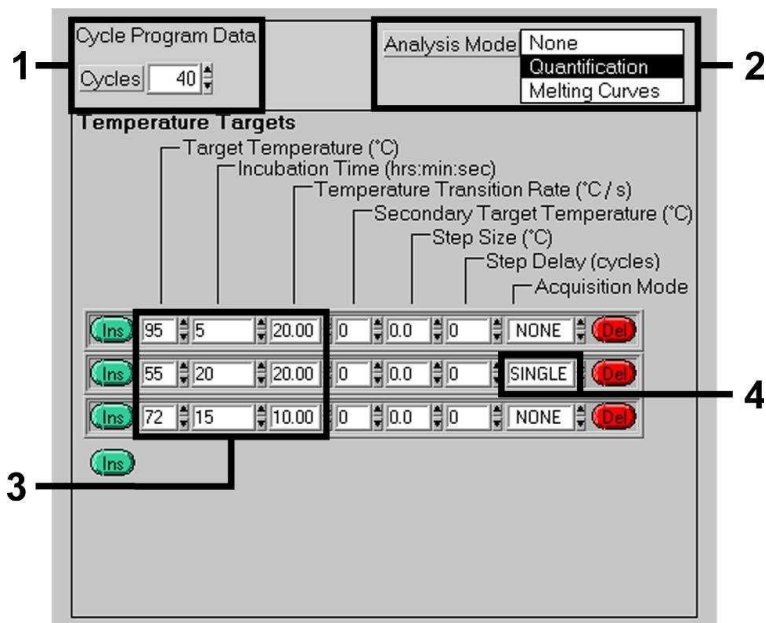 Cycle Program Data
Cycles 40
1
Analysis Mode None
Quantification
Melting Curves
2
Temperature Targets
Target Temperature (°C)
Incubation Time (hrs:min:sec)
Temperature Transition Rate (°C / s)
Secondary Target Temperature (°C)
Step Size (°C)
Step Delay (cycles)
Acquisition Mode
Ins 95 5 20.00 0 0.0 0 NONE Del
Ins 55 20 20.00 0 0.0 0 SINGLE Del
4
Ins 72 15 10.00 0 0.0 0 NONE Del
Ins
3